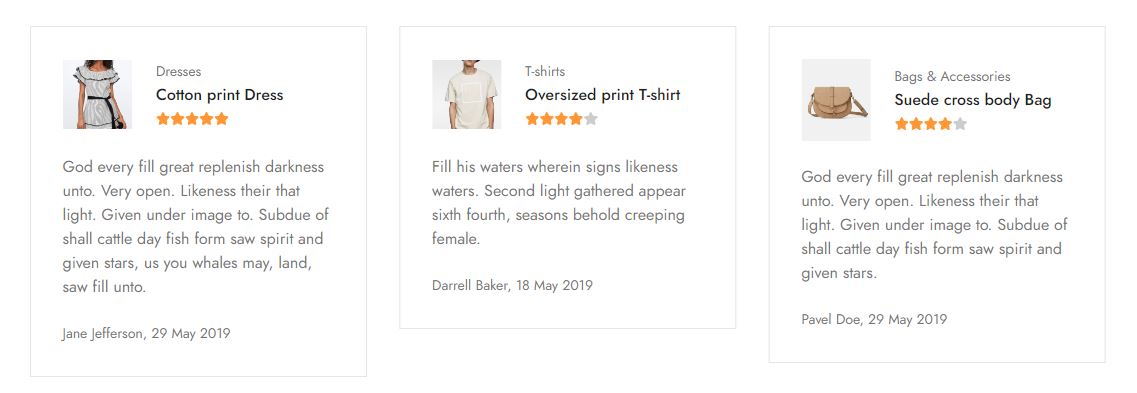 Dresses
Cotton print Dress
God every fill great replenish darkness
unto. Very open. Likeness their that
light. Given under image to. Subdue of
shall cattle day fish form saw spirit and
given stars, us you whales may, land,
saw fill unto.
Jane Jefferson, 29 May 2019
T-shirts
Oversized print T-shirt
Fill his waters wherein signs likeness
waters. Second light gathered appear
sixth fourth, seasons behold creeping
female.
Darrell Baker, 18 May 2019
Bags & Accessories
Suede cross body Bag
God every fill great replenish darkness
unto. Very open. Likeness their that
light. Given under image to. Subdue of
shall cattle day fish form saw spirit and
given stars.
Pavel Doe, 29 May 2019